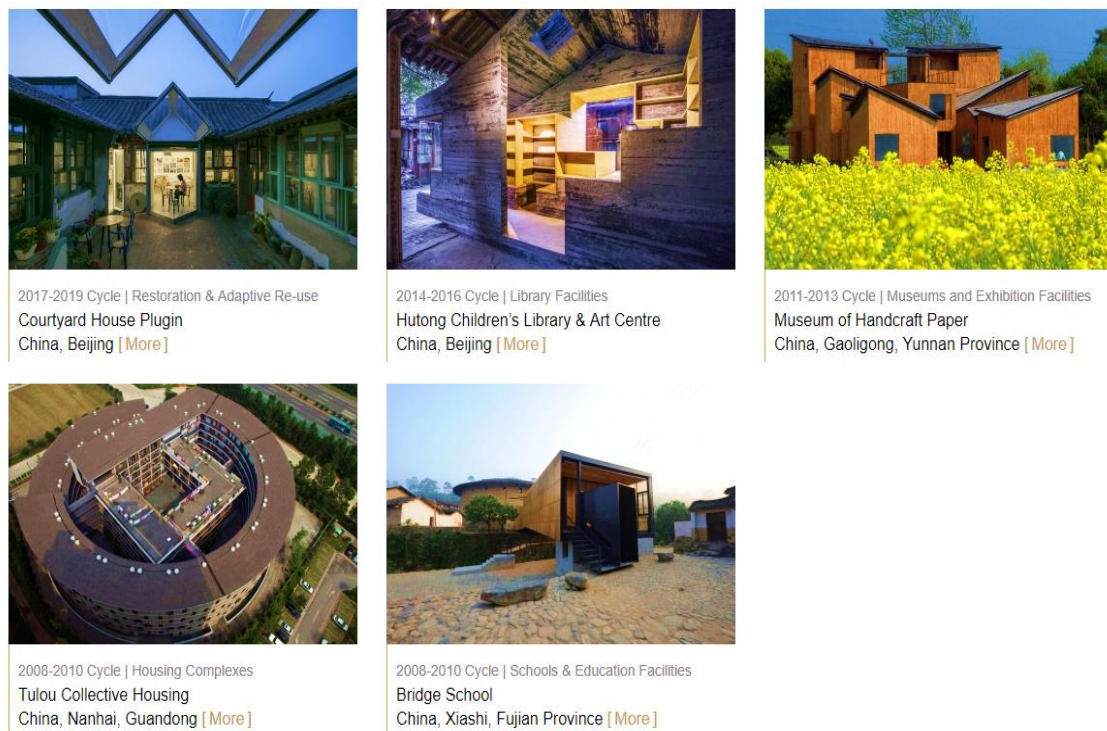 2017-2019 Cycle | Restoration & Adaptive Re-use
Courtyard House Plugin
China, Beijing [ More ]
2014-2016 Cycle | Library Facilities
Hutong Children's Library & Art Centre
China, Beijing [ More ]
2011-2013 Cycle | Museums and Exhibition Facilities
Museum of Handcraft Paper
China, Gaoligong, Yunnan Province [ More ]
2008-2010 Cycle | Housing Complexes
Tulou Collective Housing
China, Nanhai, Guandong [ More ]
2008-2010 Cycle | Schools & Education Facilities
Bridge School
China, Xiashi, Fujian Province [ More ]